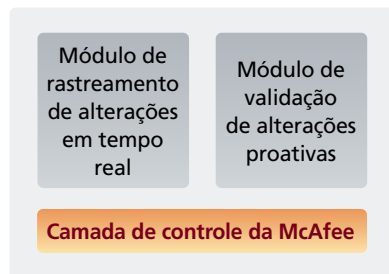 Módulo de
rastreamento
de alterações
em tempo
real
Módulo de
validação
de alterações
proativas
Camada de controle da McAfee